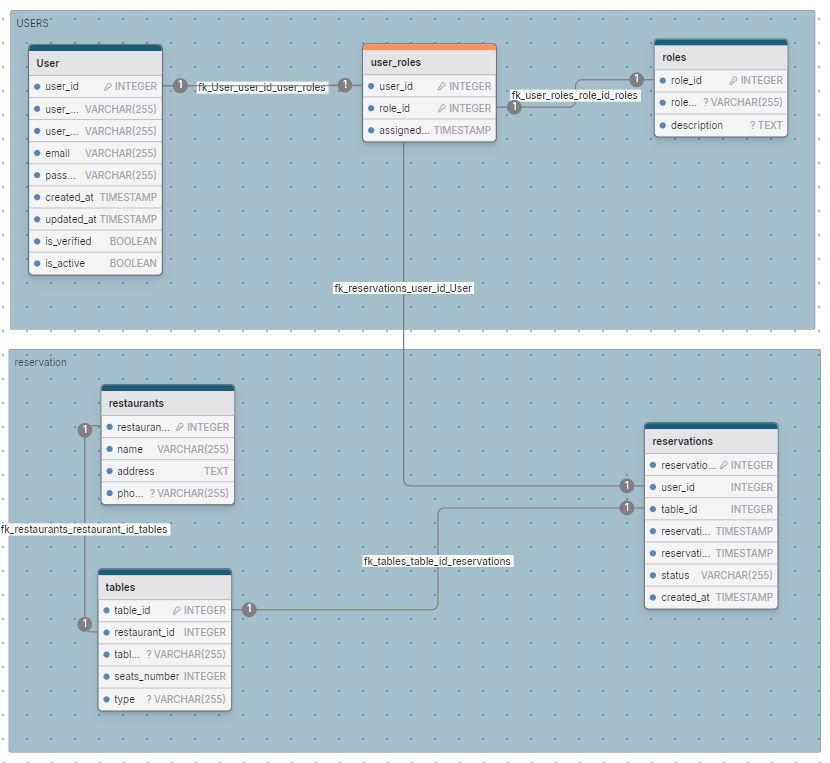 USERS
User
user_id INTEGER
user_... VARCHAR(255)
user_... VARCHAR(255)
email VARCHAR(255)
pass... VARCHAR(255)
created_at TIMESTAMP
updated_at TIMESTAMP
is_verified BOOLEAN
is_active BOOLEAN
1
fk_User_user_id_user_roles
1
user_roles
user_id INTEGER
role_id INTEGER
assigned... TIMESTAMP
1
fk_user_roles_role_id_roles
1
roles
role_id INTEGER
role... ? VARCHAR(255)
description ? TEXT
fk_reservations_user_id_User
reservation
restaurants
restauran... INTEGER
name VARCHAR(255)
address TEXT
pho... ? VARCHAR(255)
1
fk_restaurants_restaurant_id_tables
1
tables
table_id INTEGER
restaurant_id INTEGER
tabl... ? VARCHAR(255)
seats_number INTEGER
type ? VARCHAR(255)
1
fk_tables_table_id_reservations
1
1
reservations
reservatio... INTEGER
user_id INTEGER
table_id INTEGER
reservati... TIMESTAMP
reservati... TIMESTAMP
status VARCHAR(255)
created_at TIMESTAMP